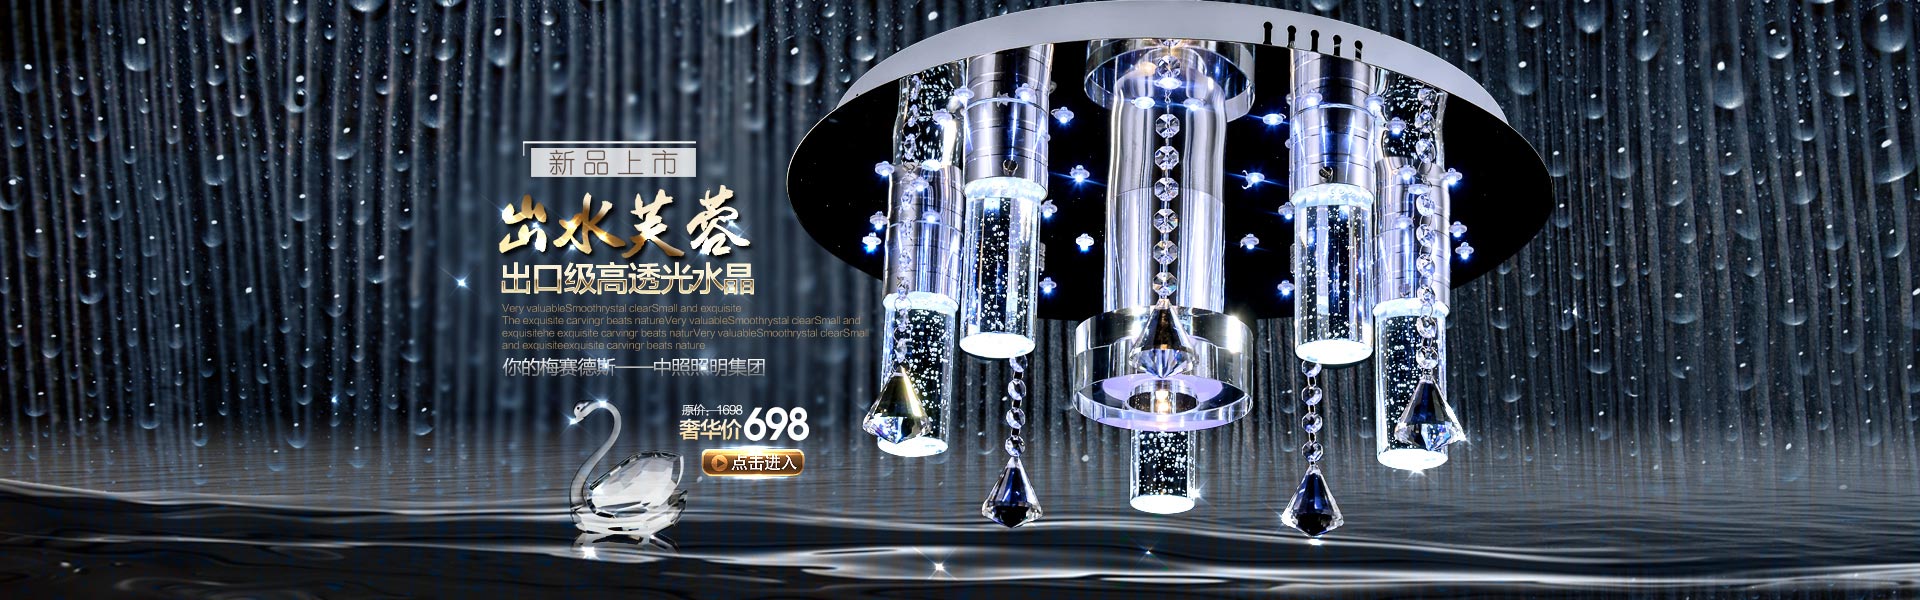 新品上市
出水芙蓉
出口级高透光水晶
Very valuableSmoothrystal clearSmall and exquisite
The exquisite carvingr beats natureVery valuableSmoothrystal clearSmall and
exquisitehe exquisite carvingr beats naturVery valuableSmoothrystal clearSmall
and exquisiteexquisite carvingr beats nature
你的梅赛德斯——中照照明集团
原价：1698
奢华价698
点击进入